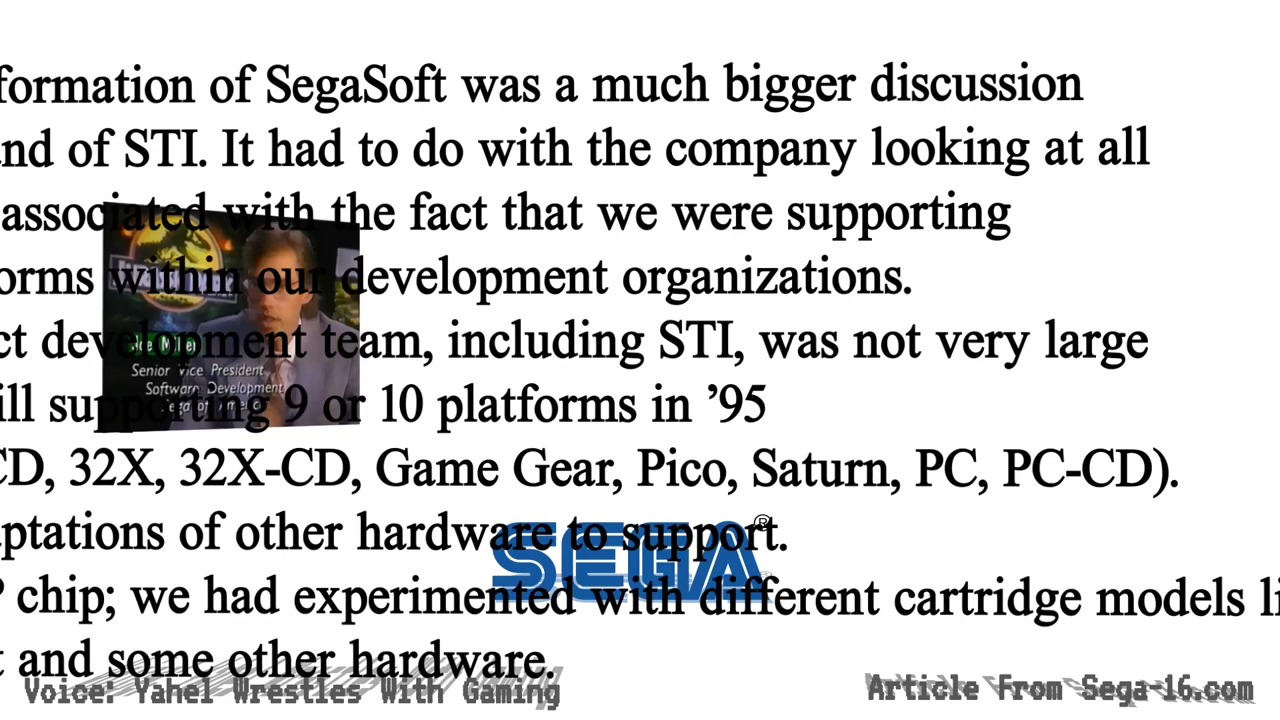 formation of SegaSoft was a much bigger discussion
nd of STI. It had to do with the company looking at all
associated with the fact that we were supporting
orms within our development organizations.
ct development team, including STI, was not very large
ill supporting 9 or 10 platforms in ’95
CD, 32X, 32X-CD, Game Gear, Pico, Saturn, PC, PC-CD).
ptations of other hardware to support.
chip; we had experimented with different cartridge models li
t and some other hardware.
Joe Miller
Senior Vice President
Software Development
Sega of America
SEGA®
Voice: Yahel Wrestles With Gaming
Article From Sega-16.com